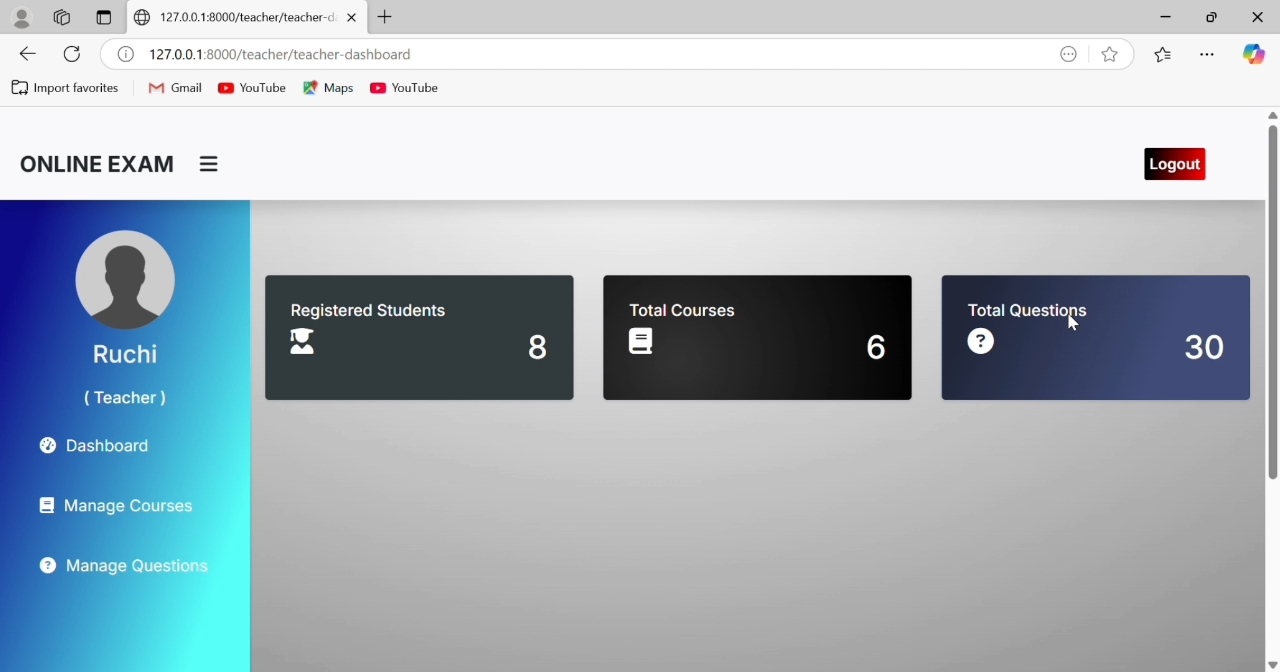 127.0.0.1:8000/teacher/teacher-d
127.0.0.1:8000/teacher/teacher-dashboard
Import favorites
Gmail
YouTube
Maps
YouTube
ONLINE EXAM
Logout
Ruchi
( Teacher )
Dashboard
Manage Courses
Manage Questions
Registered Students
8
Total Courses
6
Total Questions
?
30